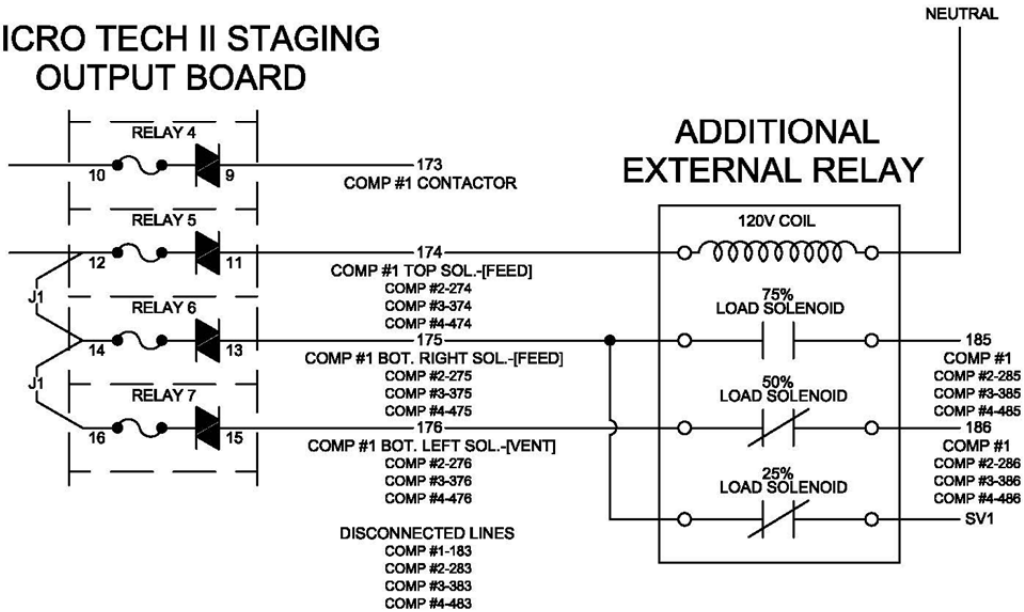 NEUTRAL
ICRO TECH II STAGING
OUTPUT BOARD
RELAY 4
10
9
173
COMP #1 CONTACTOR
RELAY 5
12
11
174
COMP #1 TOP SOL.-[FEED]
COMP #2-274
COMP #3-374
COMP #4-474
J1
RELAY 6
14
13
175
COMP #1 BOT. RIGHT SOL.-[FEED]
COMP #2-275
COMP #3-375
COMP #4-475
J1
RELAY 7
16
15
176
COMP #1 BOT. LEFT SOL.-[VENT]
COMP #2-276
COMP #3-376
COMP #4-476
DISCONNECTED LINES
COMP #1-183
COMP #2-283
COMP #3-383
COMP #4-483
ADDITIONAL
EXTERNAL RELAY
120V COIL
75%
LOAD SOLENOID
50%
LOAD SOLENOID
25%
LOAD SOLENOID
185
COMP #1
COMP #2-285
COMP #3-385
COMP #4-485
186
COMP #1
COMP #2-286
COMP #3-386
COMP #4-486
SV1